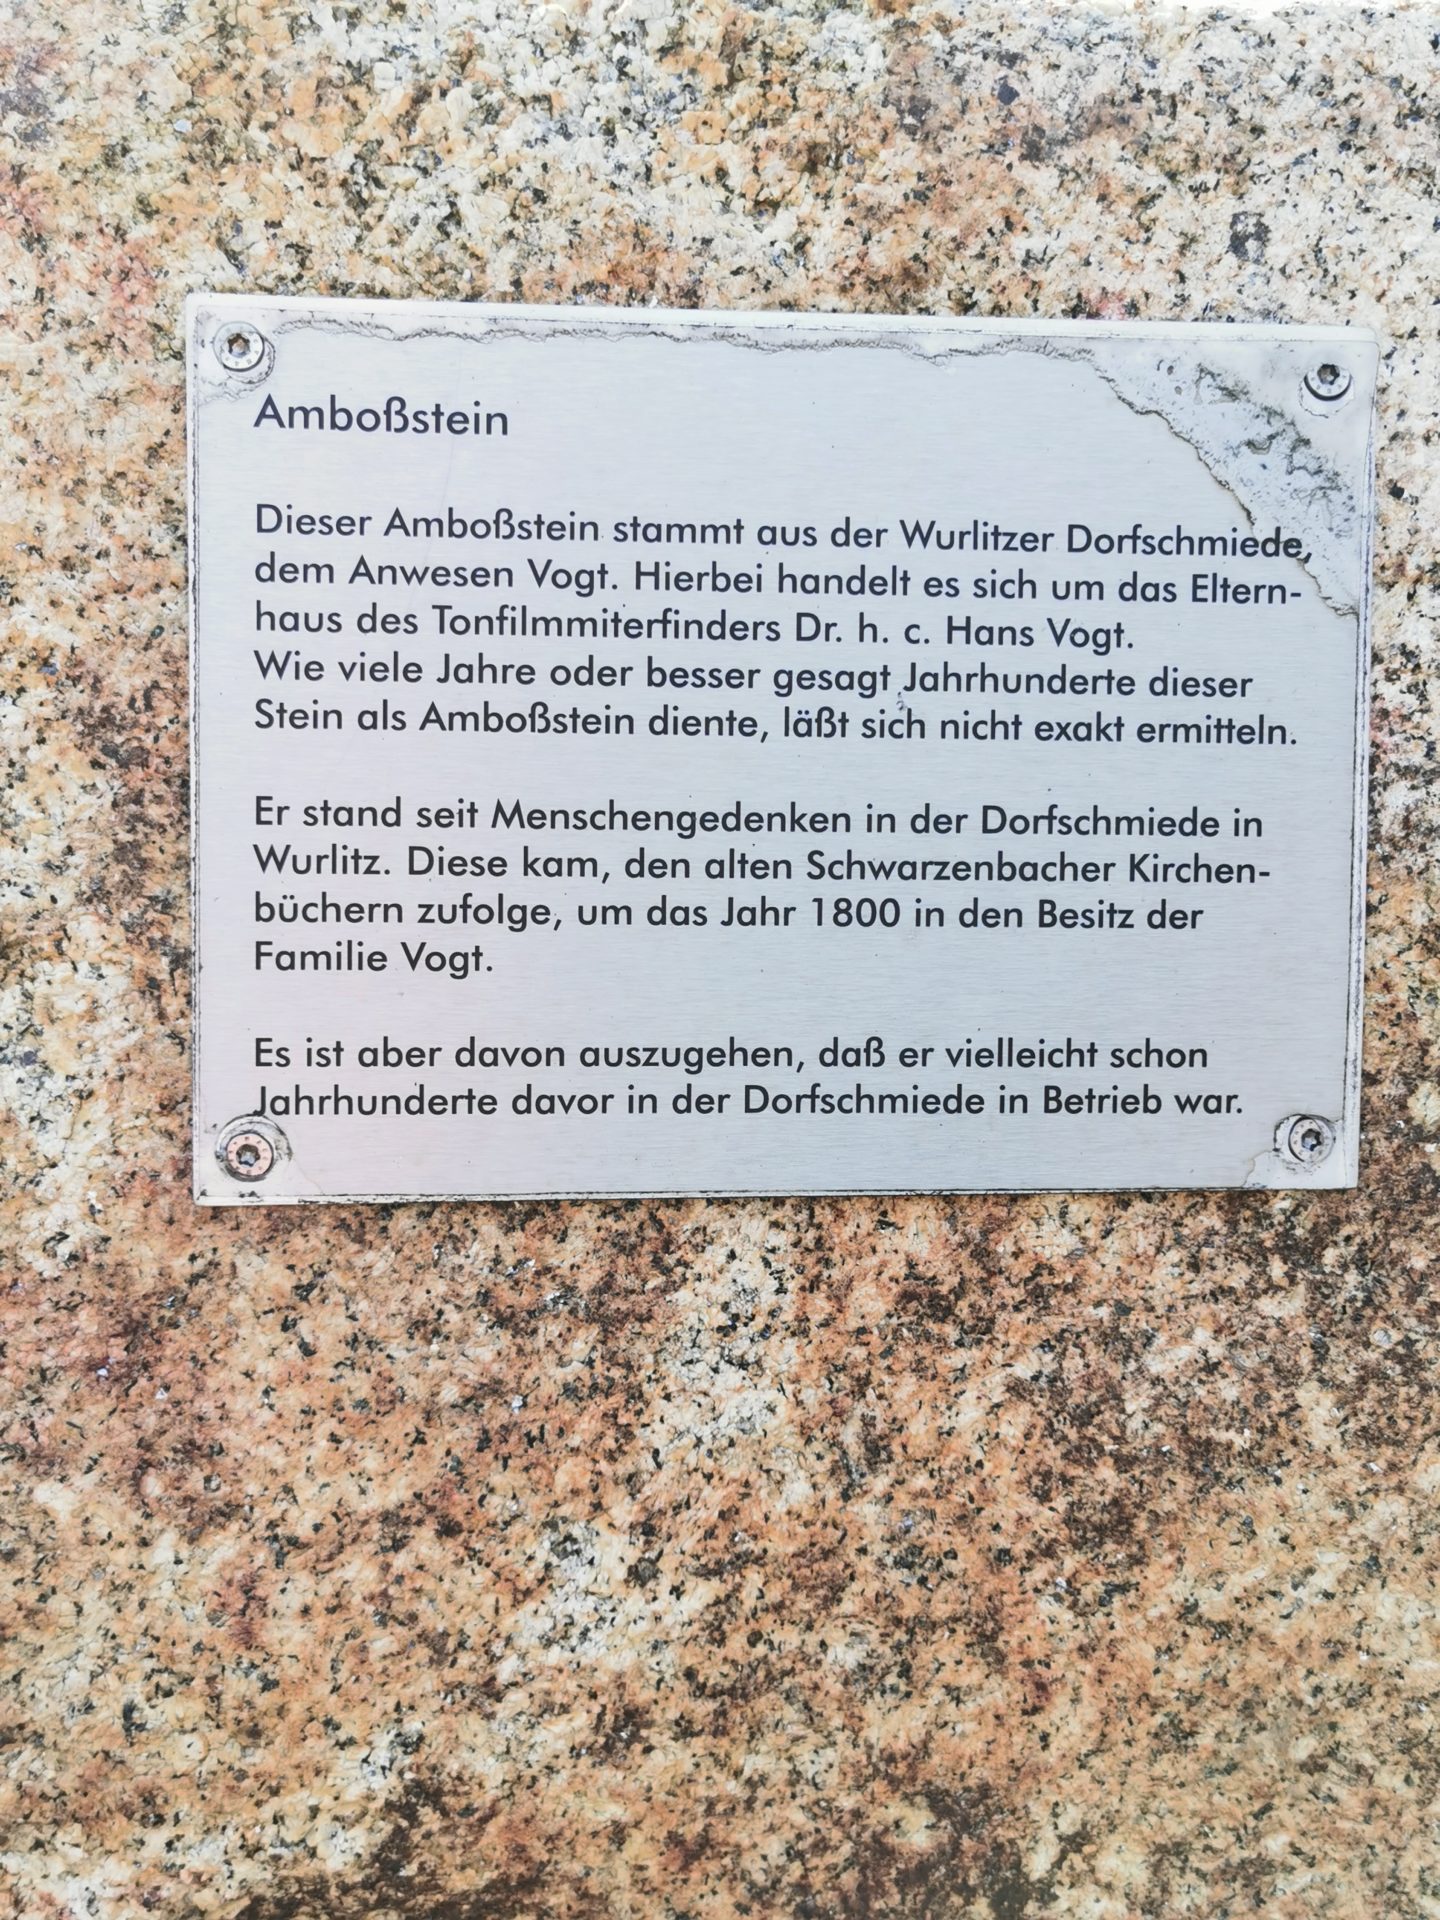 Amboßstein
Dieser Amboßstein stammt aus der Wurlitzer Dorfschmiede,
dem Anwesen Vogt. Hierbei handelt es sich um das Eltern-
haus des Tonfilmmiterfinders Dr. h. c. Hans Vogt.
Wie viele Jahre oder besser gesagt Jahrhunderte dieser
Stein als Amboßstein diente, läßt sich nicht exakt ermitteln.
Er stand seit Menschengedenken in der Dorfschmiede in
Wurlitz. Diese kam, den alten Schwarzenbacher Kirchen-
büchern zufolge, um das Jahr 1800 in den Besitz der
Familie Vogt.
Es ist aber davon auszugehen, daß er vielleicht schon
Jahrhunderte davor in der Dorfschmiede in Betrieb war.